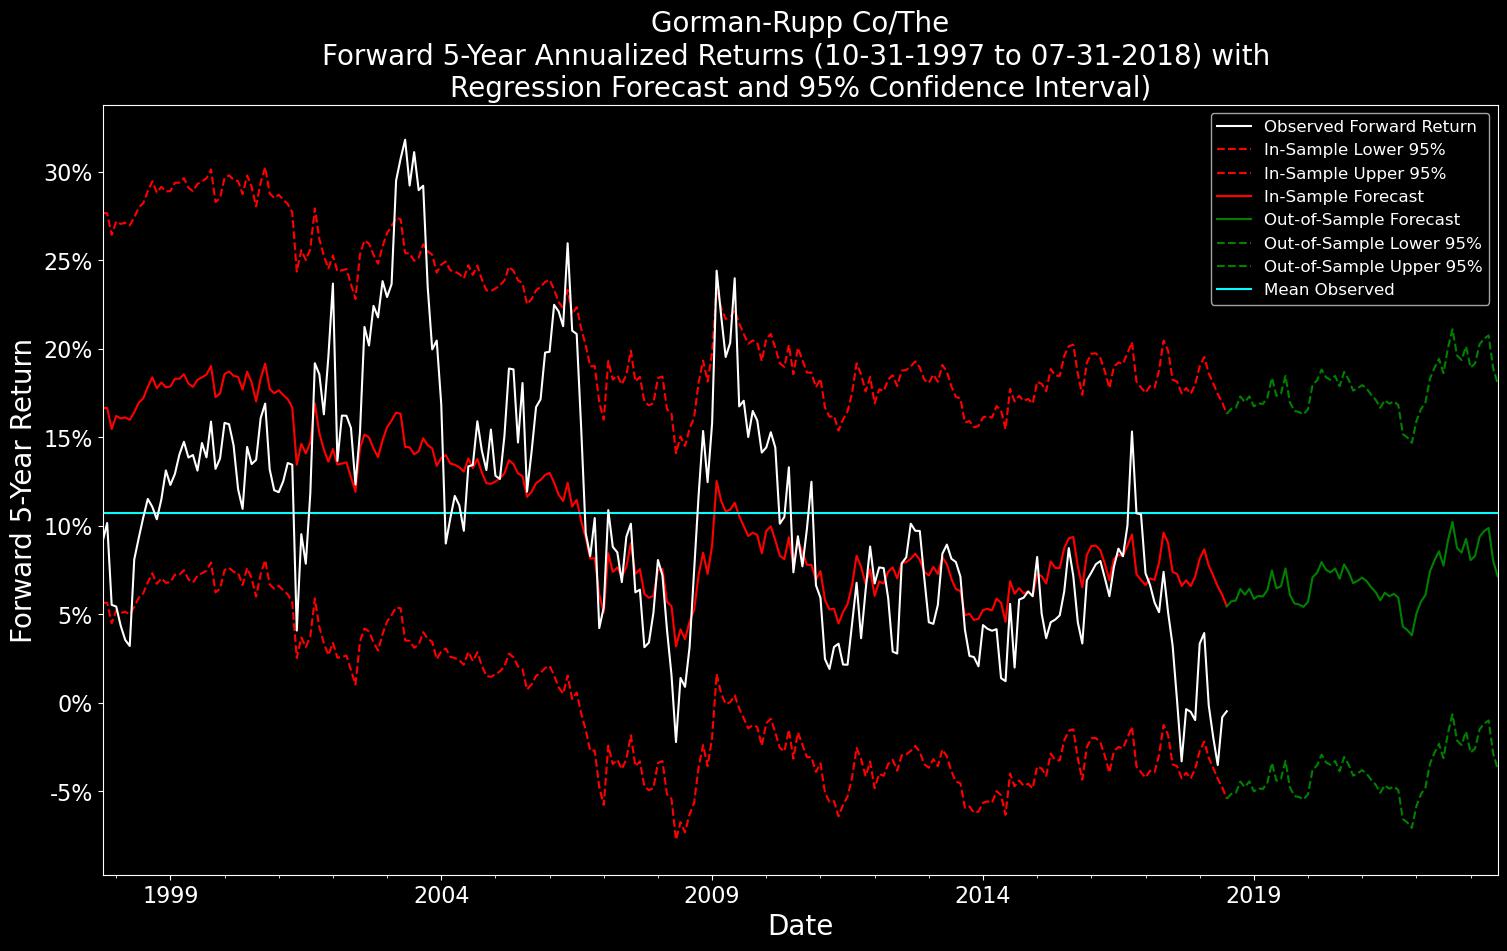 Gorman-Rupp Co/The
Forward 5-Year Annualized Returns (10-31-1997 to 07-31-2018) with
Regression Forecast and 95% Confidence Interval)
Observed Forward Return
In-Sample Lower 95%
In-Sample Upper 95%
In-Sample Forecast
Out-of-Sample Forecast
Out-of-Sample Lower 95%
Out-of-Sample Upper 95%
Mean Observed
Forward 5-Year Return
30%
25%
20%
15%
10%
5%
0%
-5%
1999 2004 2009 2014 2019
Date